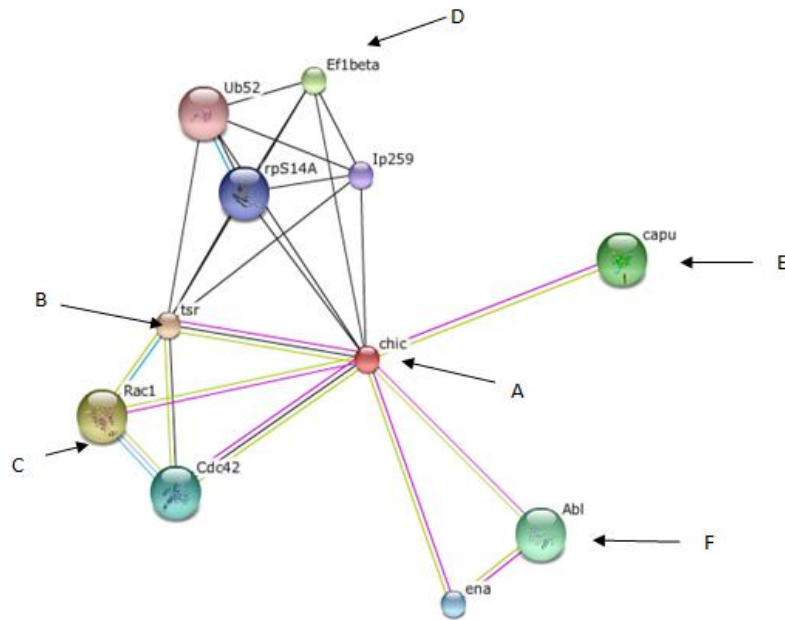 D
Ef1beta
Ub52
Ip259
rpS14A
capu
E
B
tsr
chic
A
Rac1
C
Cdc42
Abl
F
ena